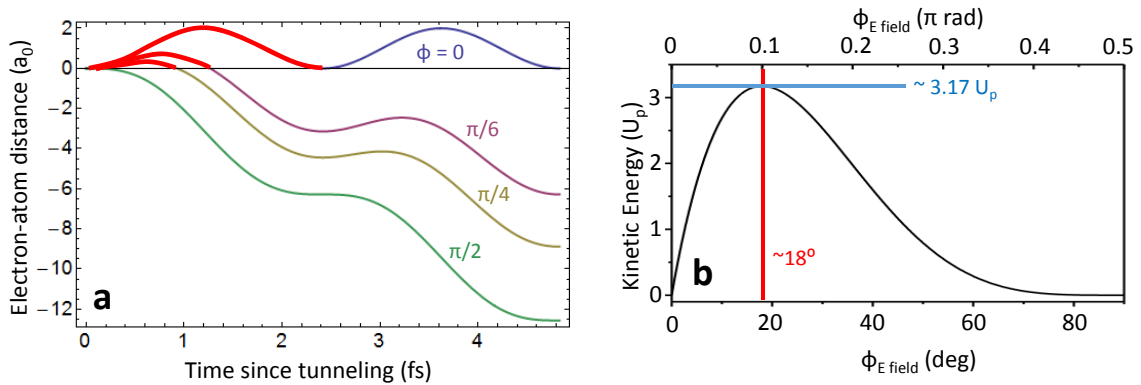 Electron-atom distance (a0)
2
0
−2
−4
−6
−8
−10
−12
ϕ = 0
π/6
π/4
π/2
a
0
1
2
3
4
Time since tunneling (fs)
ϕE field (π rad)
0
0.1
0.2
0.3
0.4
0.5
Kinetic Energy (Up)
3
2
1
0
~ 3.17 Up
~18º
b
0
20
40
60
80
ϕE field (deg)